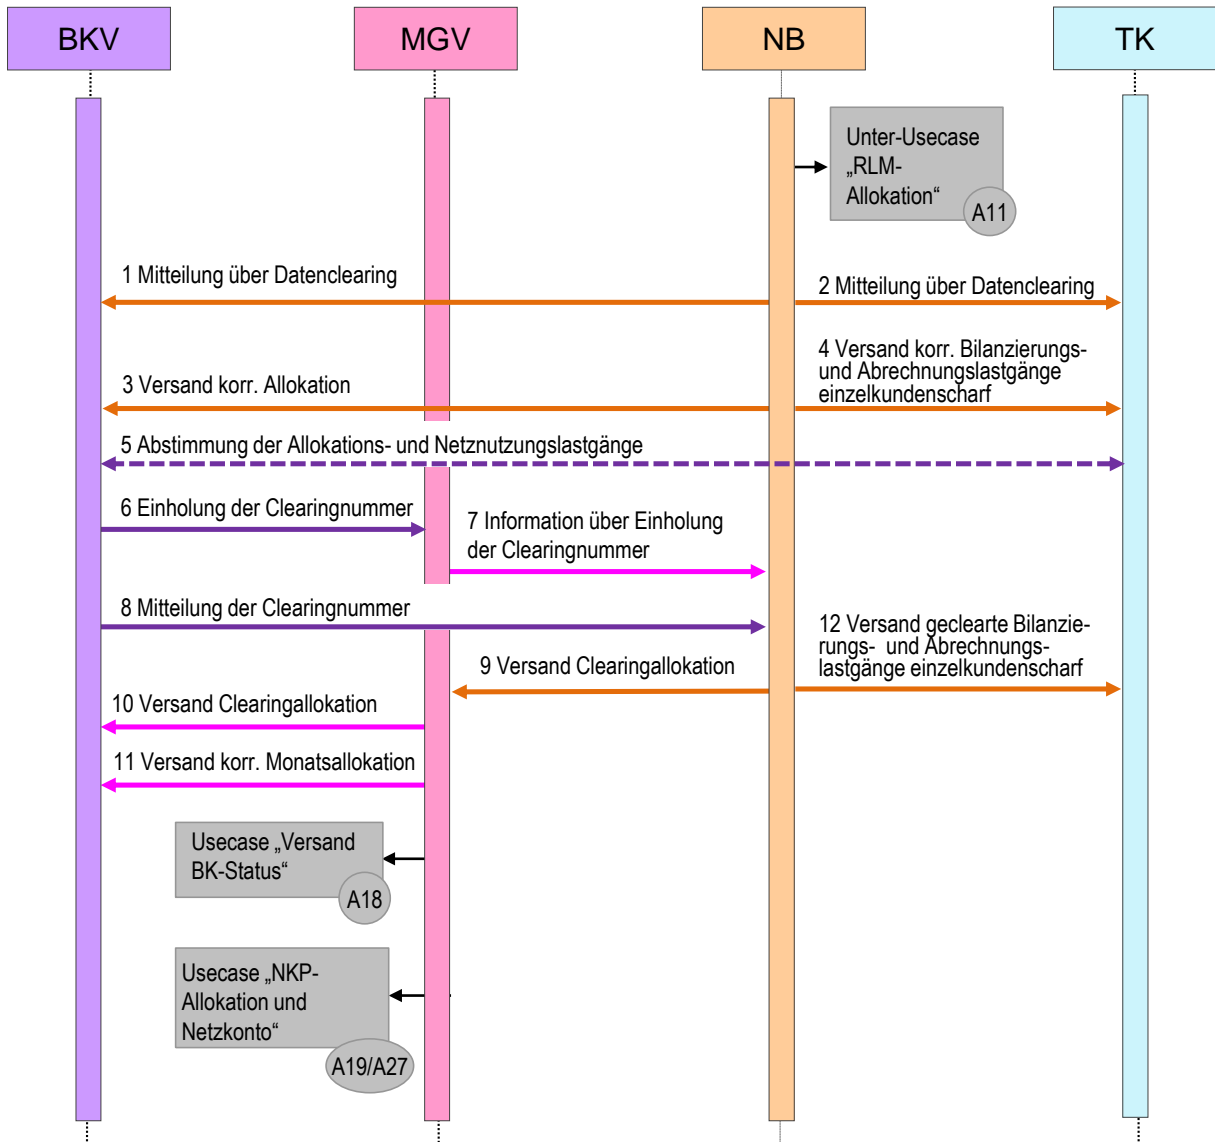 BKV
MGV
NB
TK
Unter-Usecase
„RLM-
Allokation“
A11
1 Mitteilung über Datenclearing
2 Mitteilung über Datenclearing
3 Versand korr. Allokation
4 Versand korr. Bilanzierungs-
und Abrechnungslastgänge
einzelkundenscharf
5 Abstimmung der Allokations- und Netznutzungslastgänge
6 Einholung der Clearingnummer
7 Information über Einholung
der Clearingnummer
8 Mitteilung der Clearingnummer
9 Versand Clearingallokation
12 Versand geclearte Bilanzie-
rungs- und Abrechnungs-
lastgänge einzelkundenscharf
10 Versand Clearingallokation
11 Versand korr. Monatsallokation
Usecase „Versand
BK-Status“
A18
Usecase „NKP-
Allokation und
Netzkonto“
A19/A27